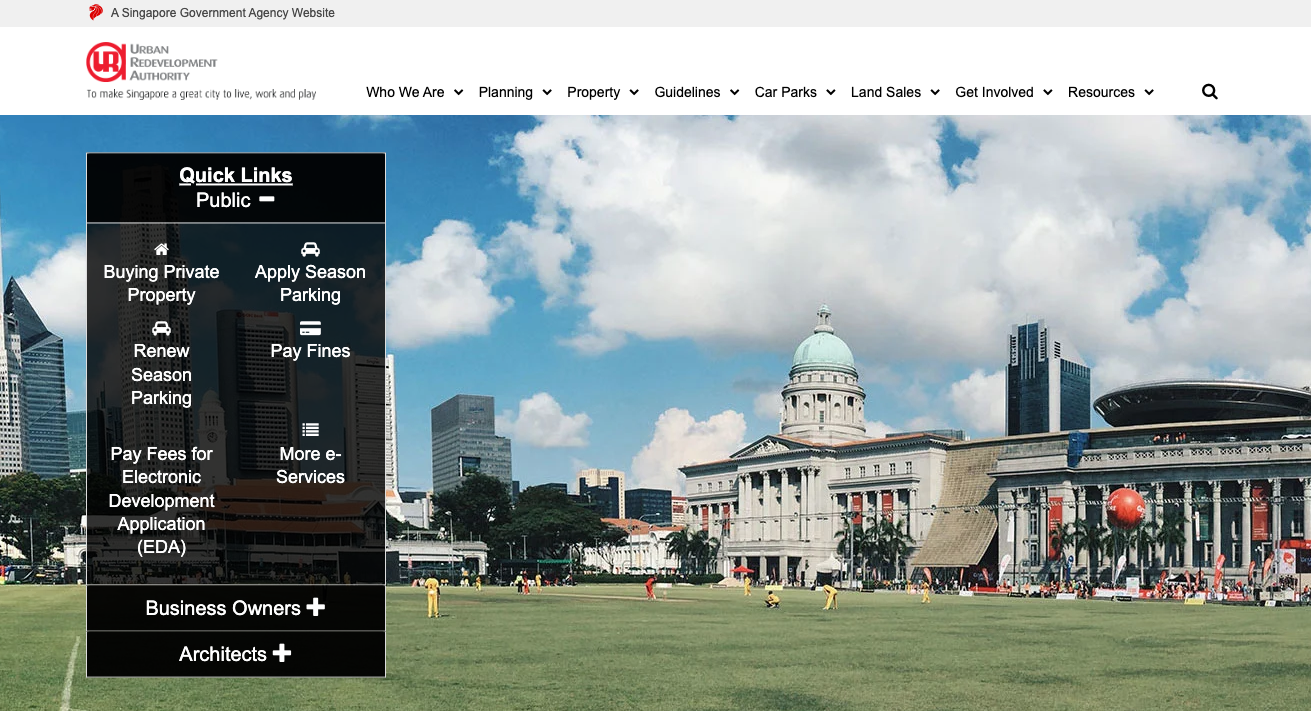 A Singapore Government Agency Website
URBAN
REDEVELOPMENT
AUTHORITY
To make Singapore a great city to live, work and play
Who We Are
Planning
Property
Guidelines
Car Parks
Land Sales
Get Involved
Resources
Quick Links
Public
Buying Private
Property
Apply Season
Parking
Renew
Season
Parking
Pay Fines
Pay Fees for
Electronic
Development
Application
(EDA)
More e-
Services
Business Owners
Architects